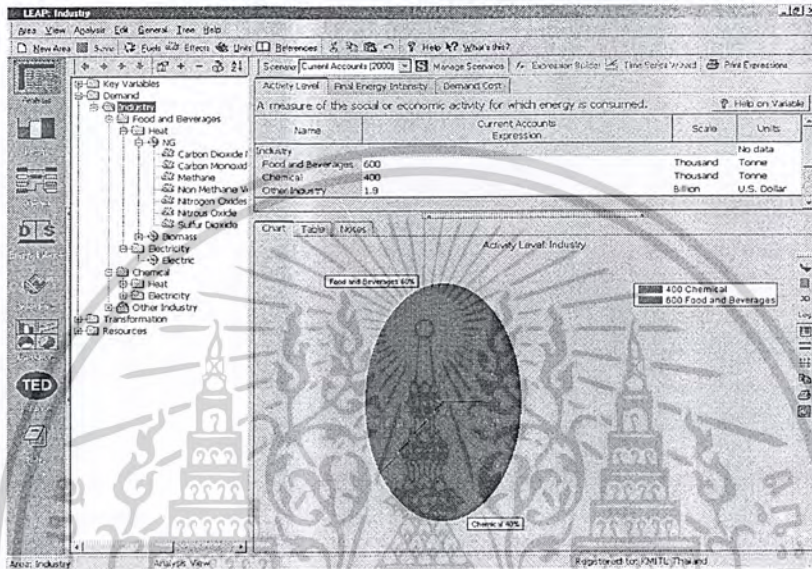 LEAP: Industry
Area View Analysis Edit General Tree Help
New Area Save Fuels Effects Units References Help What's this?
Scenario Current Accounts (2000) Manage Scenarios Expression Builder Time Series Wizard Print Expressions
Key Variables
Demand
Industry
Food and Beverages
Heat
NG
Carbon Dioxide
Carbon Monoxid
Methane
Non Methane V
Nitrogen Oxides
Nitrous Oxide
Sulfur Dioxide
Biomass
Electricity
Electric
Chemical
Heat
Electricity
Other Industry
Transformation
Resources
TED
Activity Level Final Energy Intensity Demand Cost
A measure of the social or economic activity for which energy is consumed. Help on Variable
Name Current Accounts Expression Scale Units
Industry No data
Food and Beverages 600 Thousand Tonne
Chemical 400 Thousand Tonne
Other Industry 1.9 Billion U.S. Dollar
Chart Table Notes
Activity Level: Industry
Food and Beverages 60%
400 Chemical
600 Food and Beverages
Chemical 40%
Area: Industry Analysis View Registered to: KMITL Thailand